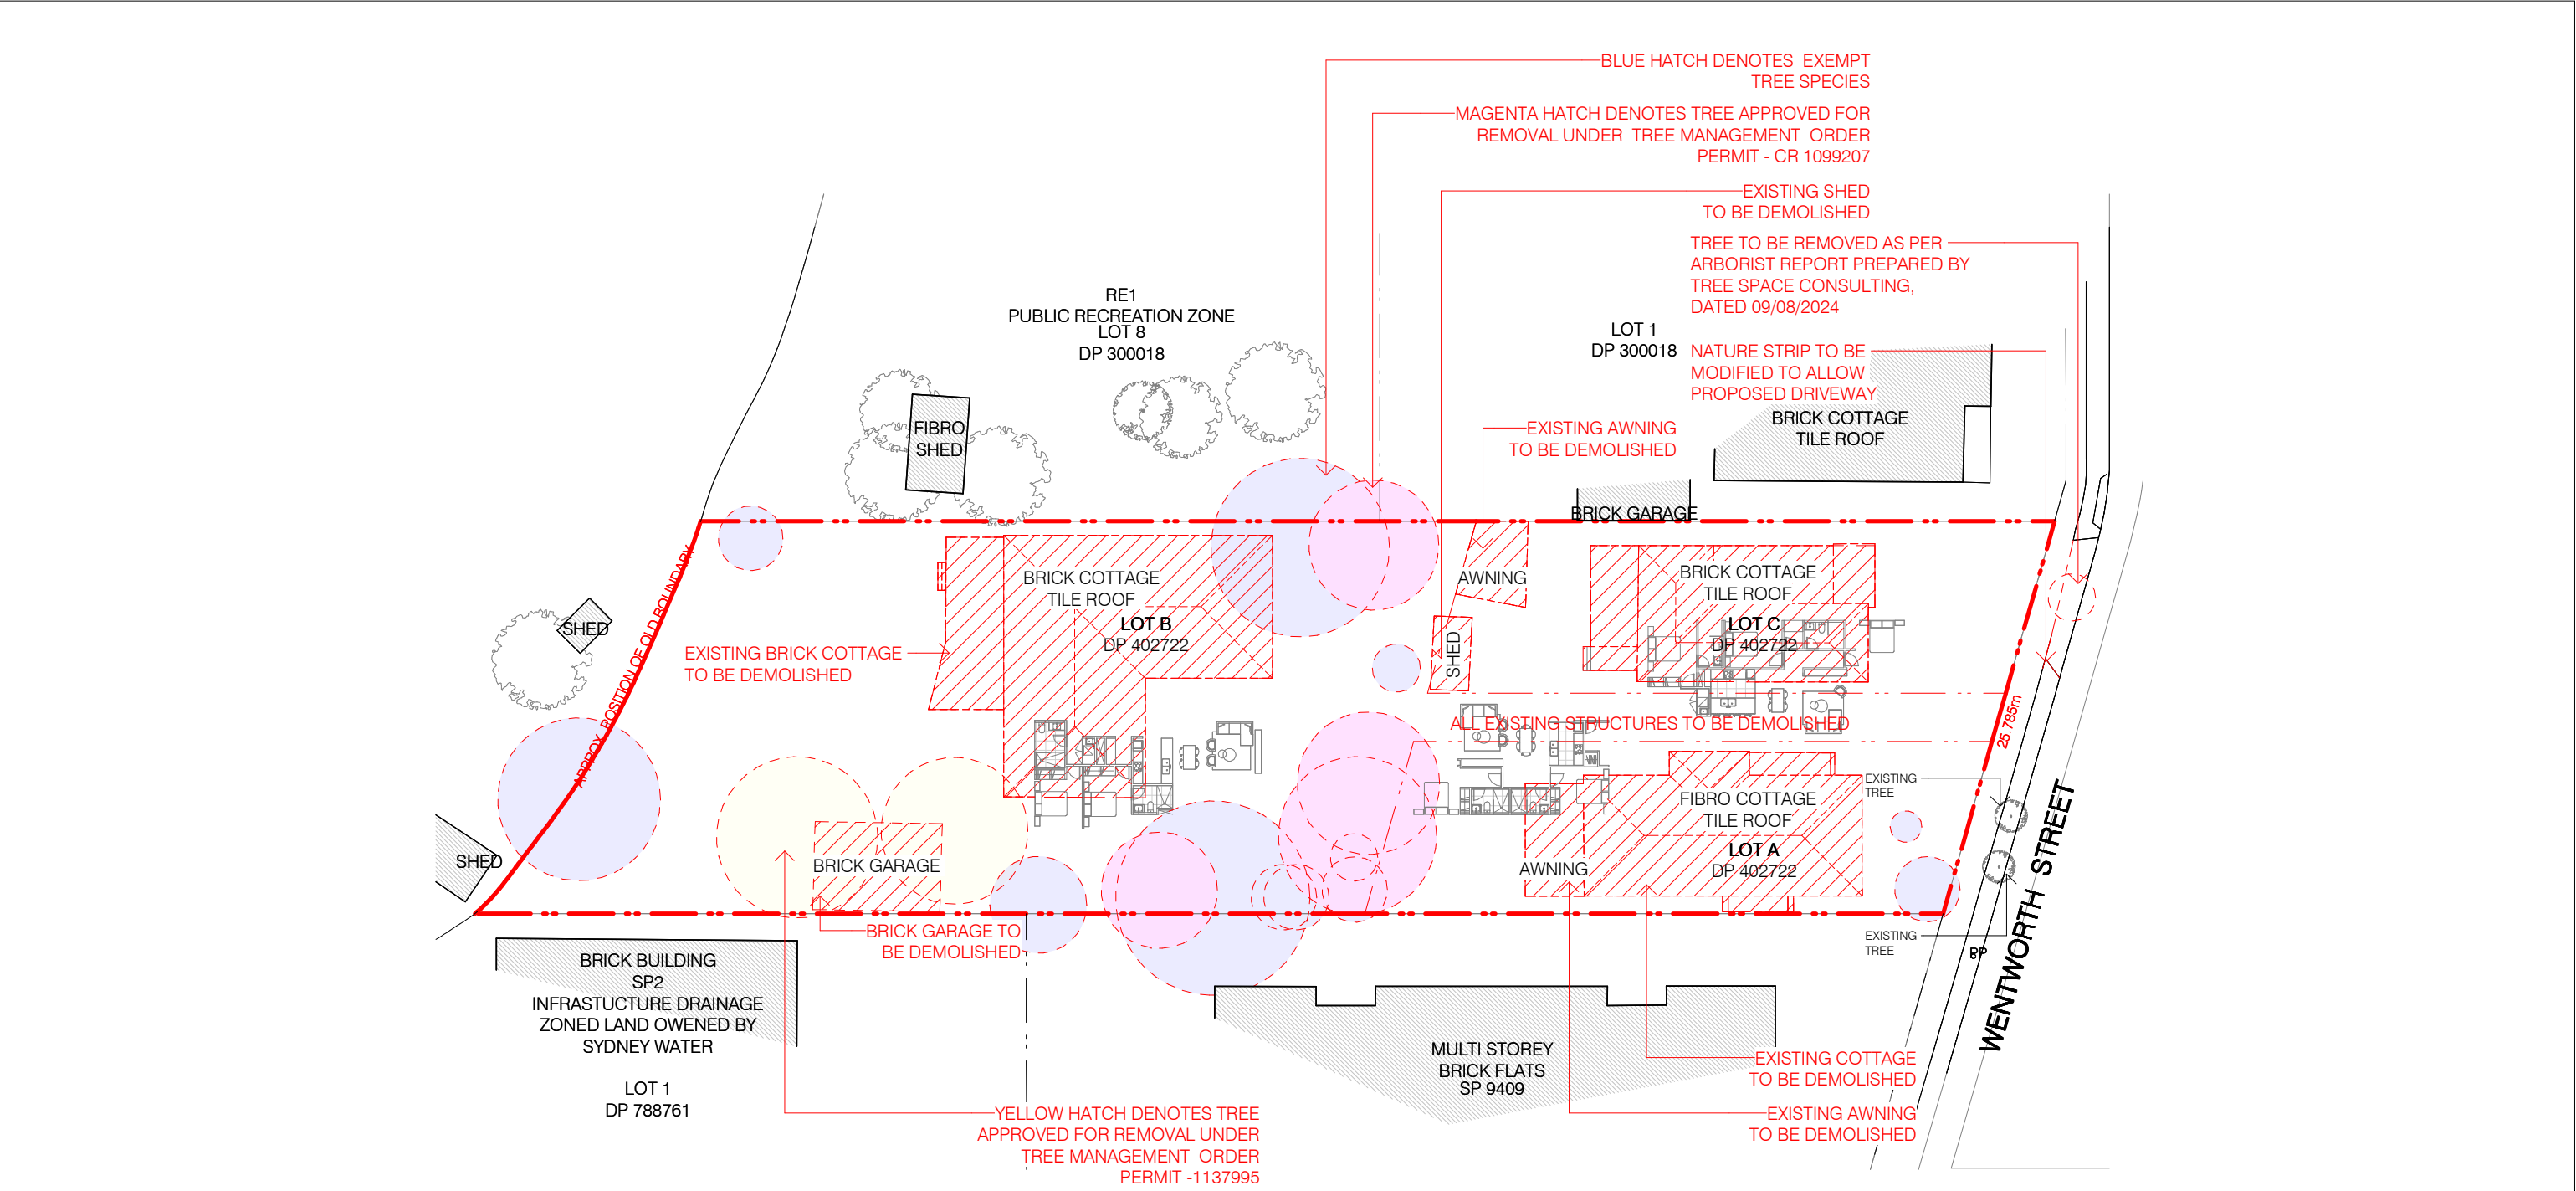 BLUE HATCH DENOTES EXEMPT
TREE SPECIES
MAGENTA HATCH DENOTES TREE APPROVED FOR
REMOVAL UNDER TREE MANAGEMENT ORDER
PERMIT - CR 1099207
EXISTING SHED
TO BE DEMOLISHED
TREE TO BE REMOVED AS PER
ARBORIST REPORT PREPARED BY
TREE SPACE CONSULTING,
DATED 09/08/2024
RE1
PUBLIC RECREATION ZONE
LOT 8
DP 300018
LOT 1
DP 300018
NATURE STRIP TO BE
MODIFIED TO ALLOW
PROPOSED DRIVEWAY
BRICK COTTAGE
TILE ROOF
FIBRO
SHED
EXISTING AWNING
TO BE DEMOLISHED
BRICK GARAGE
APPROX. POSITION OF OLD BOUNDARY
SHED
BRICK COTTAGE
TILE ROOF
LOT B
DP 402722
EXISTING BRICK COTTAGE
TO BE DEMOLISHED
AWNING
SHED
BRICK COTTAGE
TILE ROOF
LOT C
DP 402722
ALL EXISTING STRUCTURES TO BE DEMOLISHED
25.785m
EXISTING
TREE
FIBRO COTTAGE
TILE ROOF
LOT A
DP 402722
AWNING
SHED
BRICK GARAGE
BRICK GARAGE TO
BE DEMOLISHED
EXISTING
TREE
WENTWORTH STREET
BRICK BUILDING
SP2
INFRASTUCTURE DRAINAGE
ZONED LAND OWENED BY
SYDNEY WATER
LOT 1
DP 788761
MULTI STOREY
BRICK FLATS
SP 9409
EXISTING COTTAGE
TO BE DEMOLISHED
EXISTING AWNING
TO BE DEMOLISHED
YELLOW HATCH DENOTES TREE
APPROVED FOR REMOVAL UNDER
TREE MANAGEMENT ORDER
PERMIT -1137995